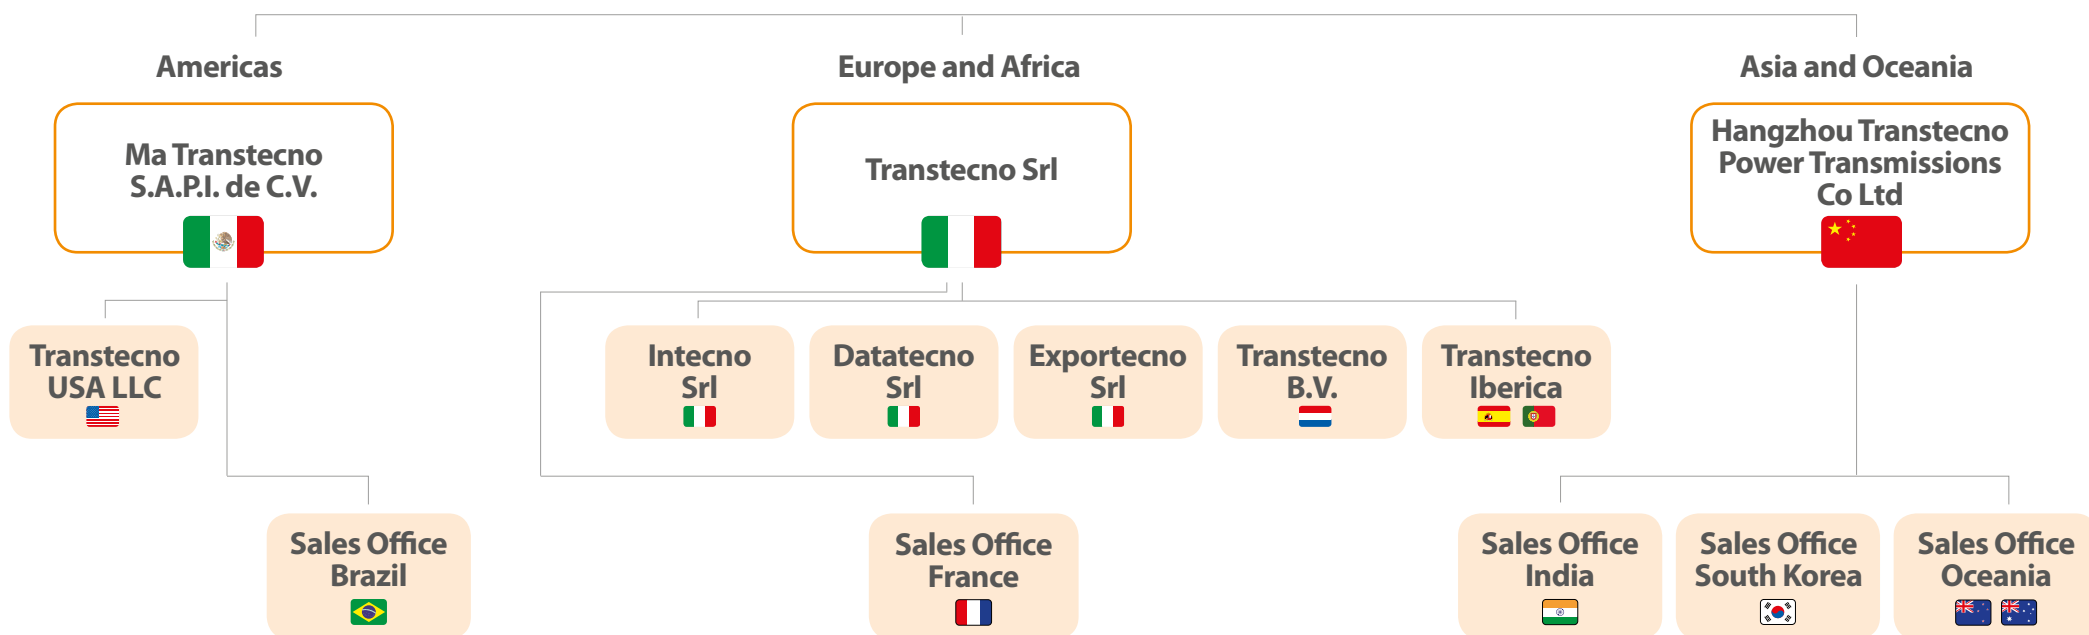 Americas
Europe and Africa
Asia and Oceania
Ma Transtecno
S.A.P.I. de C.V.
Transtecno Srl
Hangzhou Transtecno
Power Transmissions
Co Ltd
Transtecno
USA LLC
Intecno
Srl
Datatecno
Srl
Exportecno
Srl
Transtecno
B.V.
Transtecno
Iberica
Sales Office
Brazil
Sales Office
France
Sales Office
India
Sales Office
South Korea
Sales Office
Oceania